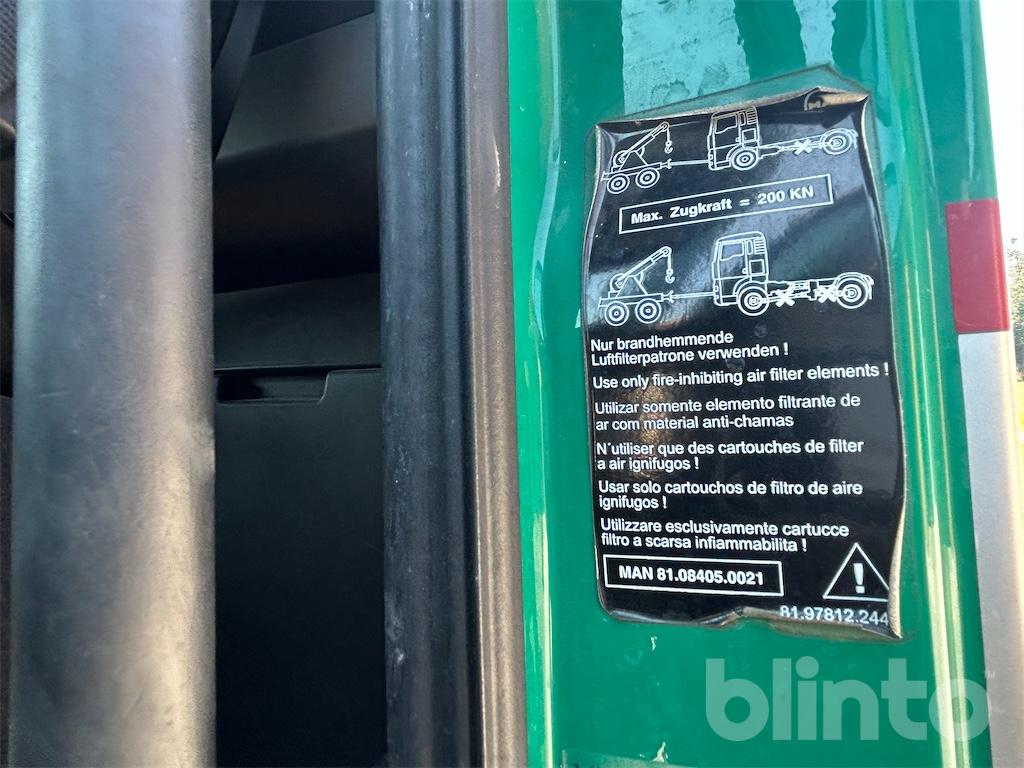 Max. Zugkraft = 200 KN
Nur brandhemmende
Luftfilterpatrone verwenden !
Use only fire-inhibiting air filter elements !
Utilizar somente elemento filtrante de
ar com material anti-chamas
N´utiliser que des cartouches de filter
a air ignifugos !
Usar solo cartouchos de filtro de aire
ignifugos !
Utilizzare esclusivamente cartucce
filtro a scarsa infiammabilita !
MAN 81.08405.0021
!
81.97812.244
blinto™